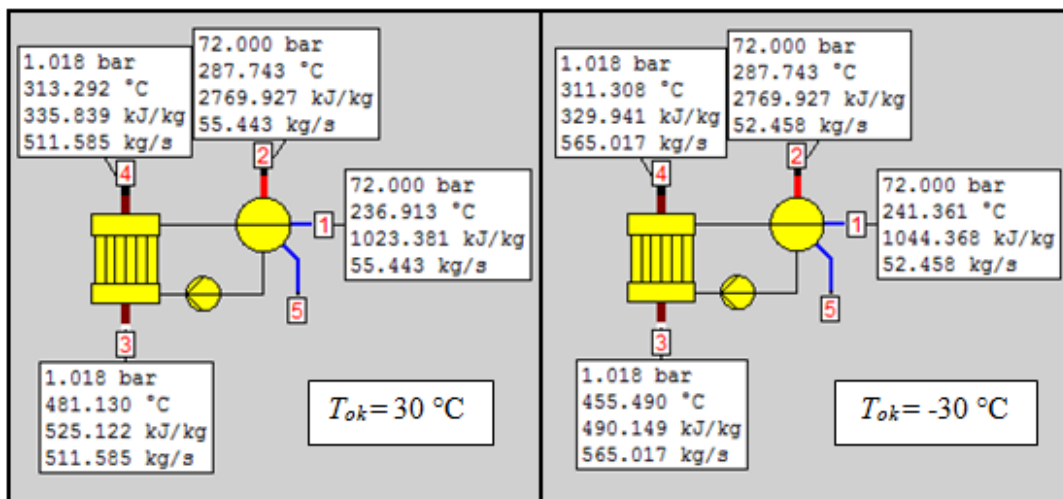 72.000 bar
287.743 °C
2769.927 kJ/kg
55.443 kg/s
1.018 bar
313.292 °C
335.839 kJ/kg
511.585 kg/s
2
4
72.000 bar
236.913 °C
1023.381 kJ/kg
55.443 kg/s
1
5
3
1.018 bar
481.130 °C
525.122 kJ/kg
511.585 kg/s
Tok = 30 °C
72.000 bar
287.743 °C
2769.927 kJ/kg
52.458 kg/s
1.018 bar
311.308 °C
329.941 kJ/kg
565.017 kg/s
2
4
72.000 bar
241.361 °C
1044.368 kJ/kg
52.458 kg/s
1
5
3
1.018 bar
455.490 °C
490.149 kJ/kg
565.017 kg/s
Tok = -30 °C